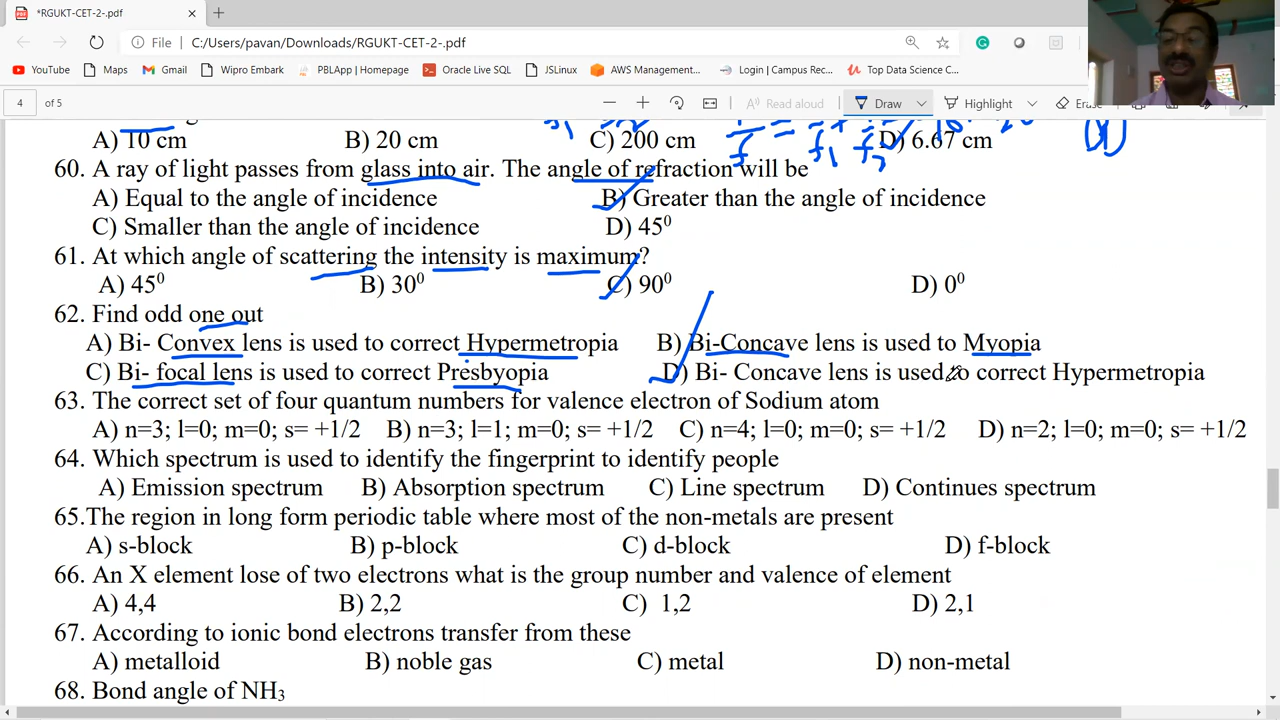 *RGUKT-CET-2-.pdf
File C:/Users/pavan/Downloads/RGUKT-CET-2-.pdf
YouTube Maps Gmail Wipro Embark PBLApp | Homepage Oracle Live SQL JSLinux AWS Management... Login | Campus Rec... Top Data Science C...
4 of 5 Read aloud Draw Highlight Erase
A) 10 cm B) 20 cm C) 200 cm D) 6.67 cm
60. A ray of light passes from glass into air. The angle of refraction will be
A) Equal to the angle of incidence B) Greater than the angle of incidence
C) Smaller than the angle of incidence D) 45⁰
61. At which angle of scattering the intensity is maximum?
A) 45⁰ B) 30⁰ C) 90⁰ D) 0⁰
62. Find odd one out
A) Bi- Convex lens is used to correct Hypermetropia B) Bi-Concave lens is used to Myopia
C) Bi- focal lens is used to correct Presbyopia D) Bi- Concave lens is used to correct Hypermetropia
63. The correct set of four quantum numbers for valence electron of Sodium atom
A) n=3; l=0; m=0; s= +1/2 B) n=3; l=1; m=0; s= +1/2 C) n=4; l=0; m=0; s= +1/2 D) n=2; l=0; m=0; s= +1/2
64. Which spectrum is used to identify the fingerprint to identify people
A) Emission spectrum B) Absorption spectrum C) Line spectrum D) Continues spectrum
65.The region in long form periodic table where most of the non-metals are present
A) s-block B) p-block C) d-block D) f-block
66. An X element lose of two electrons what is the group number and valence of element
A) 4,4 B) 2,2 C) 1,2 D) 2,1
67. According to ionic bond electrons transfer from these
A) metalloid B) noble gas C) metal D) non-metal
68. Bond angle of NH₃